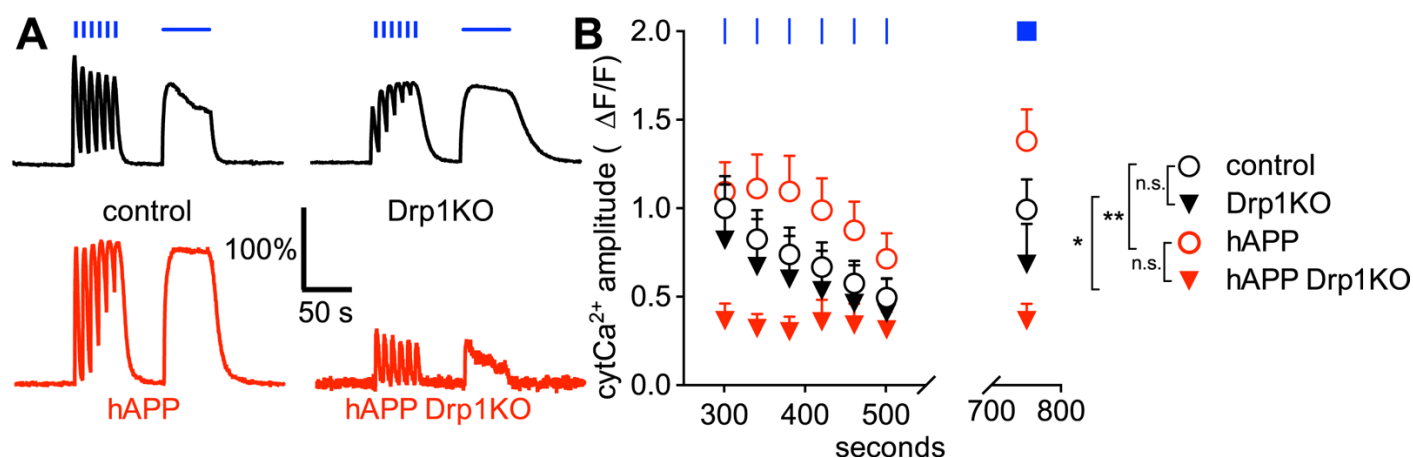 A
control
Drp1KO
100%
50 s
hAPP
hAPP Drp1KO
B
cytCa²⁺ amplitude ( ΔF/F)
2.0
1.5
1.0
0.5
0.0
300
400
500
700
800
seconds
*
**
n.s.
n.s.
control
Drp1KO
hAPP
hAPP Drp1KO